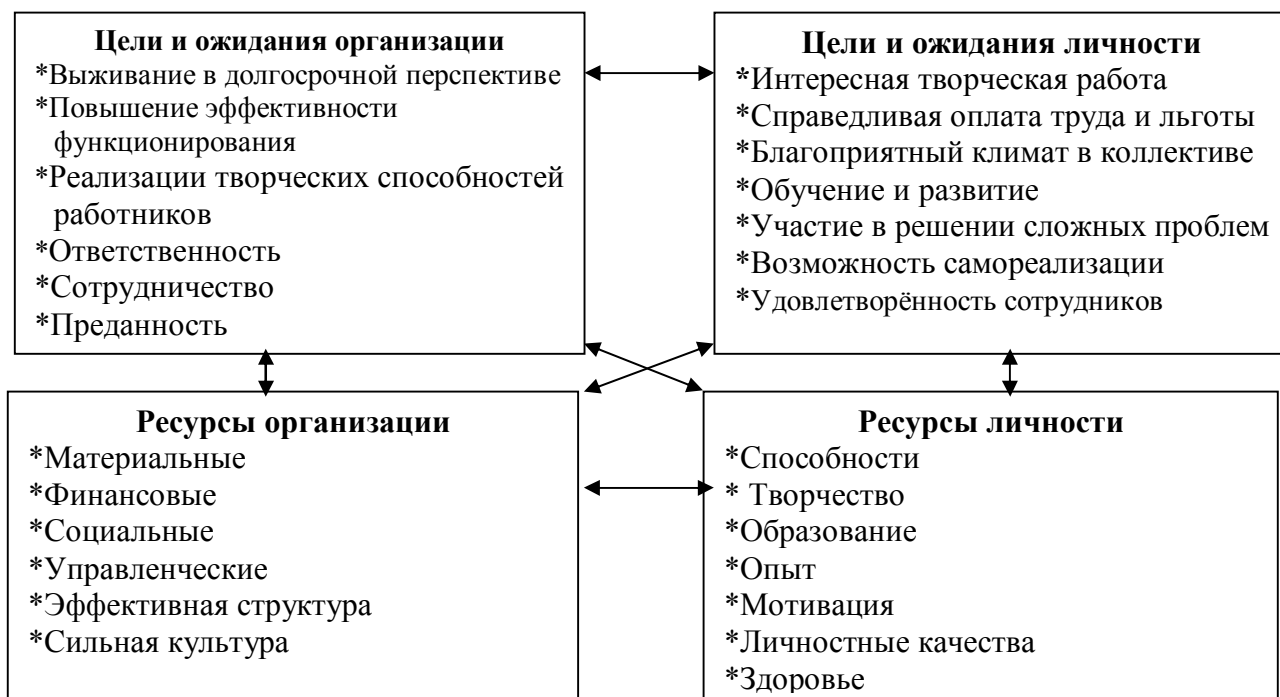 Цели и ожидания организации
*Выживание в долгосрочной перспективе
*Повышение эффективности
функционирования
*Реализации творческих способностей
работников
*Ответственность
*Сотрудничество
*Преданность
Цели и ожидания личности
*Интересная творческая работа
*Справедливая оплата труда и льготы
*Благоприятный климат в коллективе
*Обучение и развитие
*Участие в решении сложных проблем
*Возможность самореализации
*Удовлетворённость сотрудников
Ресурсы организации
*Материальные
*Финансовые
*Социальные
*Управленческие
*Эффективная структура
*Сильная культура
Ресурсы личности
*Способности
* Творчество
*Образование
*Опыт
*Мотивация
*Личностные качества
*Здоровье